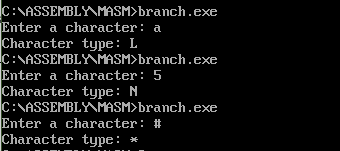 C:\ASSEMBLY\MASM>branch.exe
Enter a character: a
Character type: L
C:\ASSEMBLY\MASM>branch.exe
Enter a character: 5
Character type: N
C:\ASSEMBLY\MASM>branch.exe
Enter a character: #
Character type: *